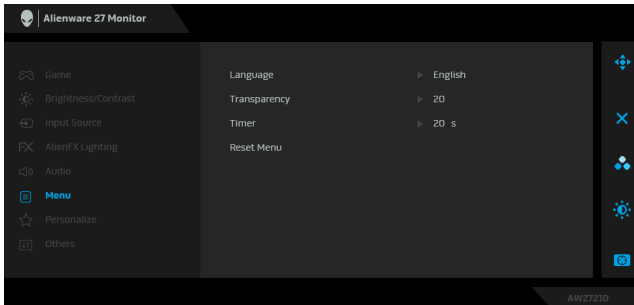 Alienware 27 Monitor
Game
Brightness/Contrast
Input Source
AlienFX Lighting
Audio
Menu
Personalize
Others
Language English
Transparency 20
Timer 20 s
Reset Menu
AW2721D